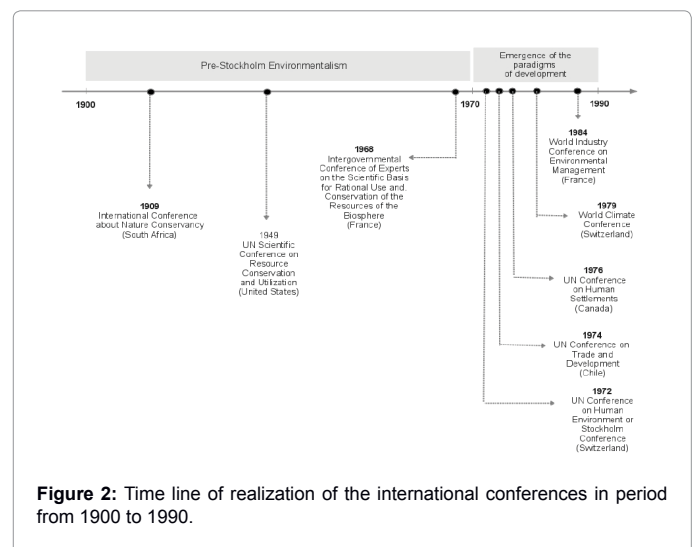 Pre-Stockholm Environmentalism
Emergence of the
paradigms
of development
1900
1970
1990
1909
International Conference
about Nature Conservancy
(South Africa)
1949
UN Scientific
Conference on
Resource
Conservation
and Utilization
(United States)
1968
Intergovernmental
Conference of Experts
on the Scientific Basis
for Rational Use and
Conservation of the
Resources of the
Biosphere
(France)
1984
World Industry
Conference on
Environmental
Management
(France)
1979
World Climate
Conference
(Switzerland)
1976
UN Conference
on Human
Settlements
(Canada)
1974
UN Conference on
Trade and
Development
(Chile)
1972
UN Conference
on Human
Environment or
Stockholm
Conference
(Switzerland)
Figure 2: Time line of realization of the international conferences in period
from 1900 to 1990.